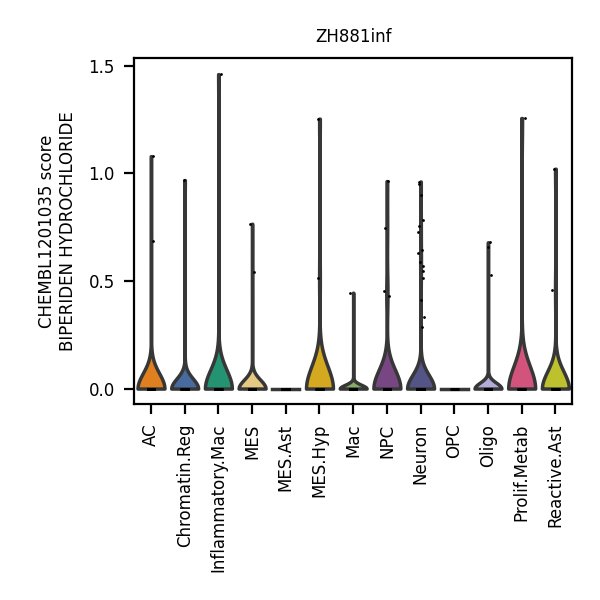 ZH881inf
CHEMBL1201035 score
BIPERIDEN HYDROCHLORIDE
1.5
1.0
0.5
0.0
AC
Chromatin.Reg
Inflammatory.Mac
MES
MES.Ast
MES.Hyp
Mac
NPC
Neuron
OPC
Oligo
Prolif.Metab
Reactive.Ast